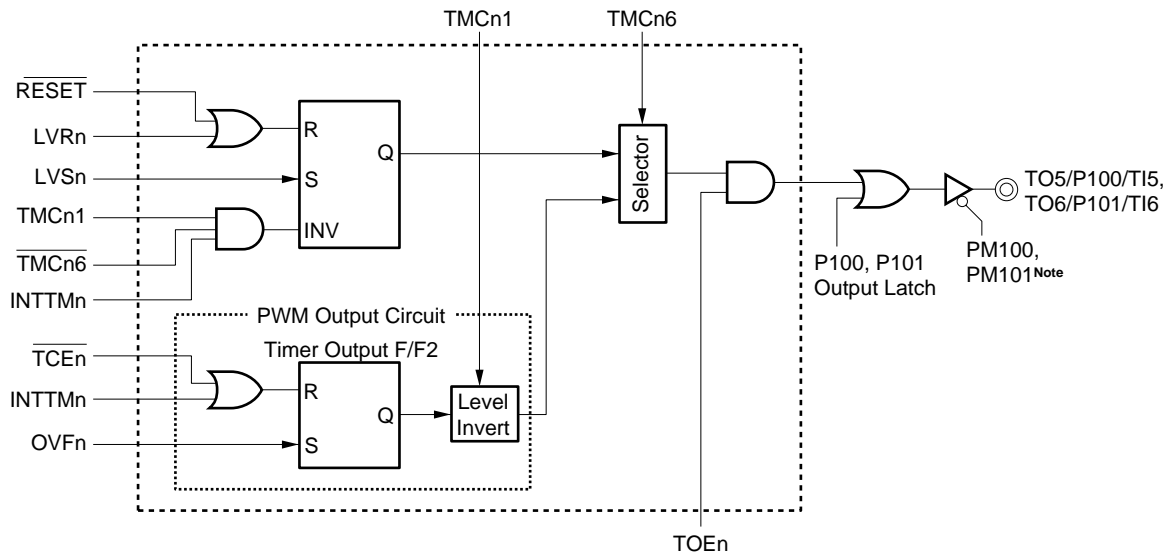 TMCn1
TMCn6
RESET
LVRn
LVSn
TMCn1
TMCn6
INTTMn
R
S
INV
Q
Selector
TO5/P100/TI5,
TO6/P101/TI6
P100, P101
Output Latch
PM100,
PM101Note
PWM Output Circuit
Timer Output F/F2
TCEn
INTTMn
OVFn
R
S
Q
Level
Invert
TOEn